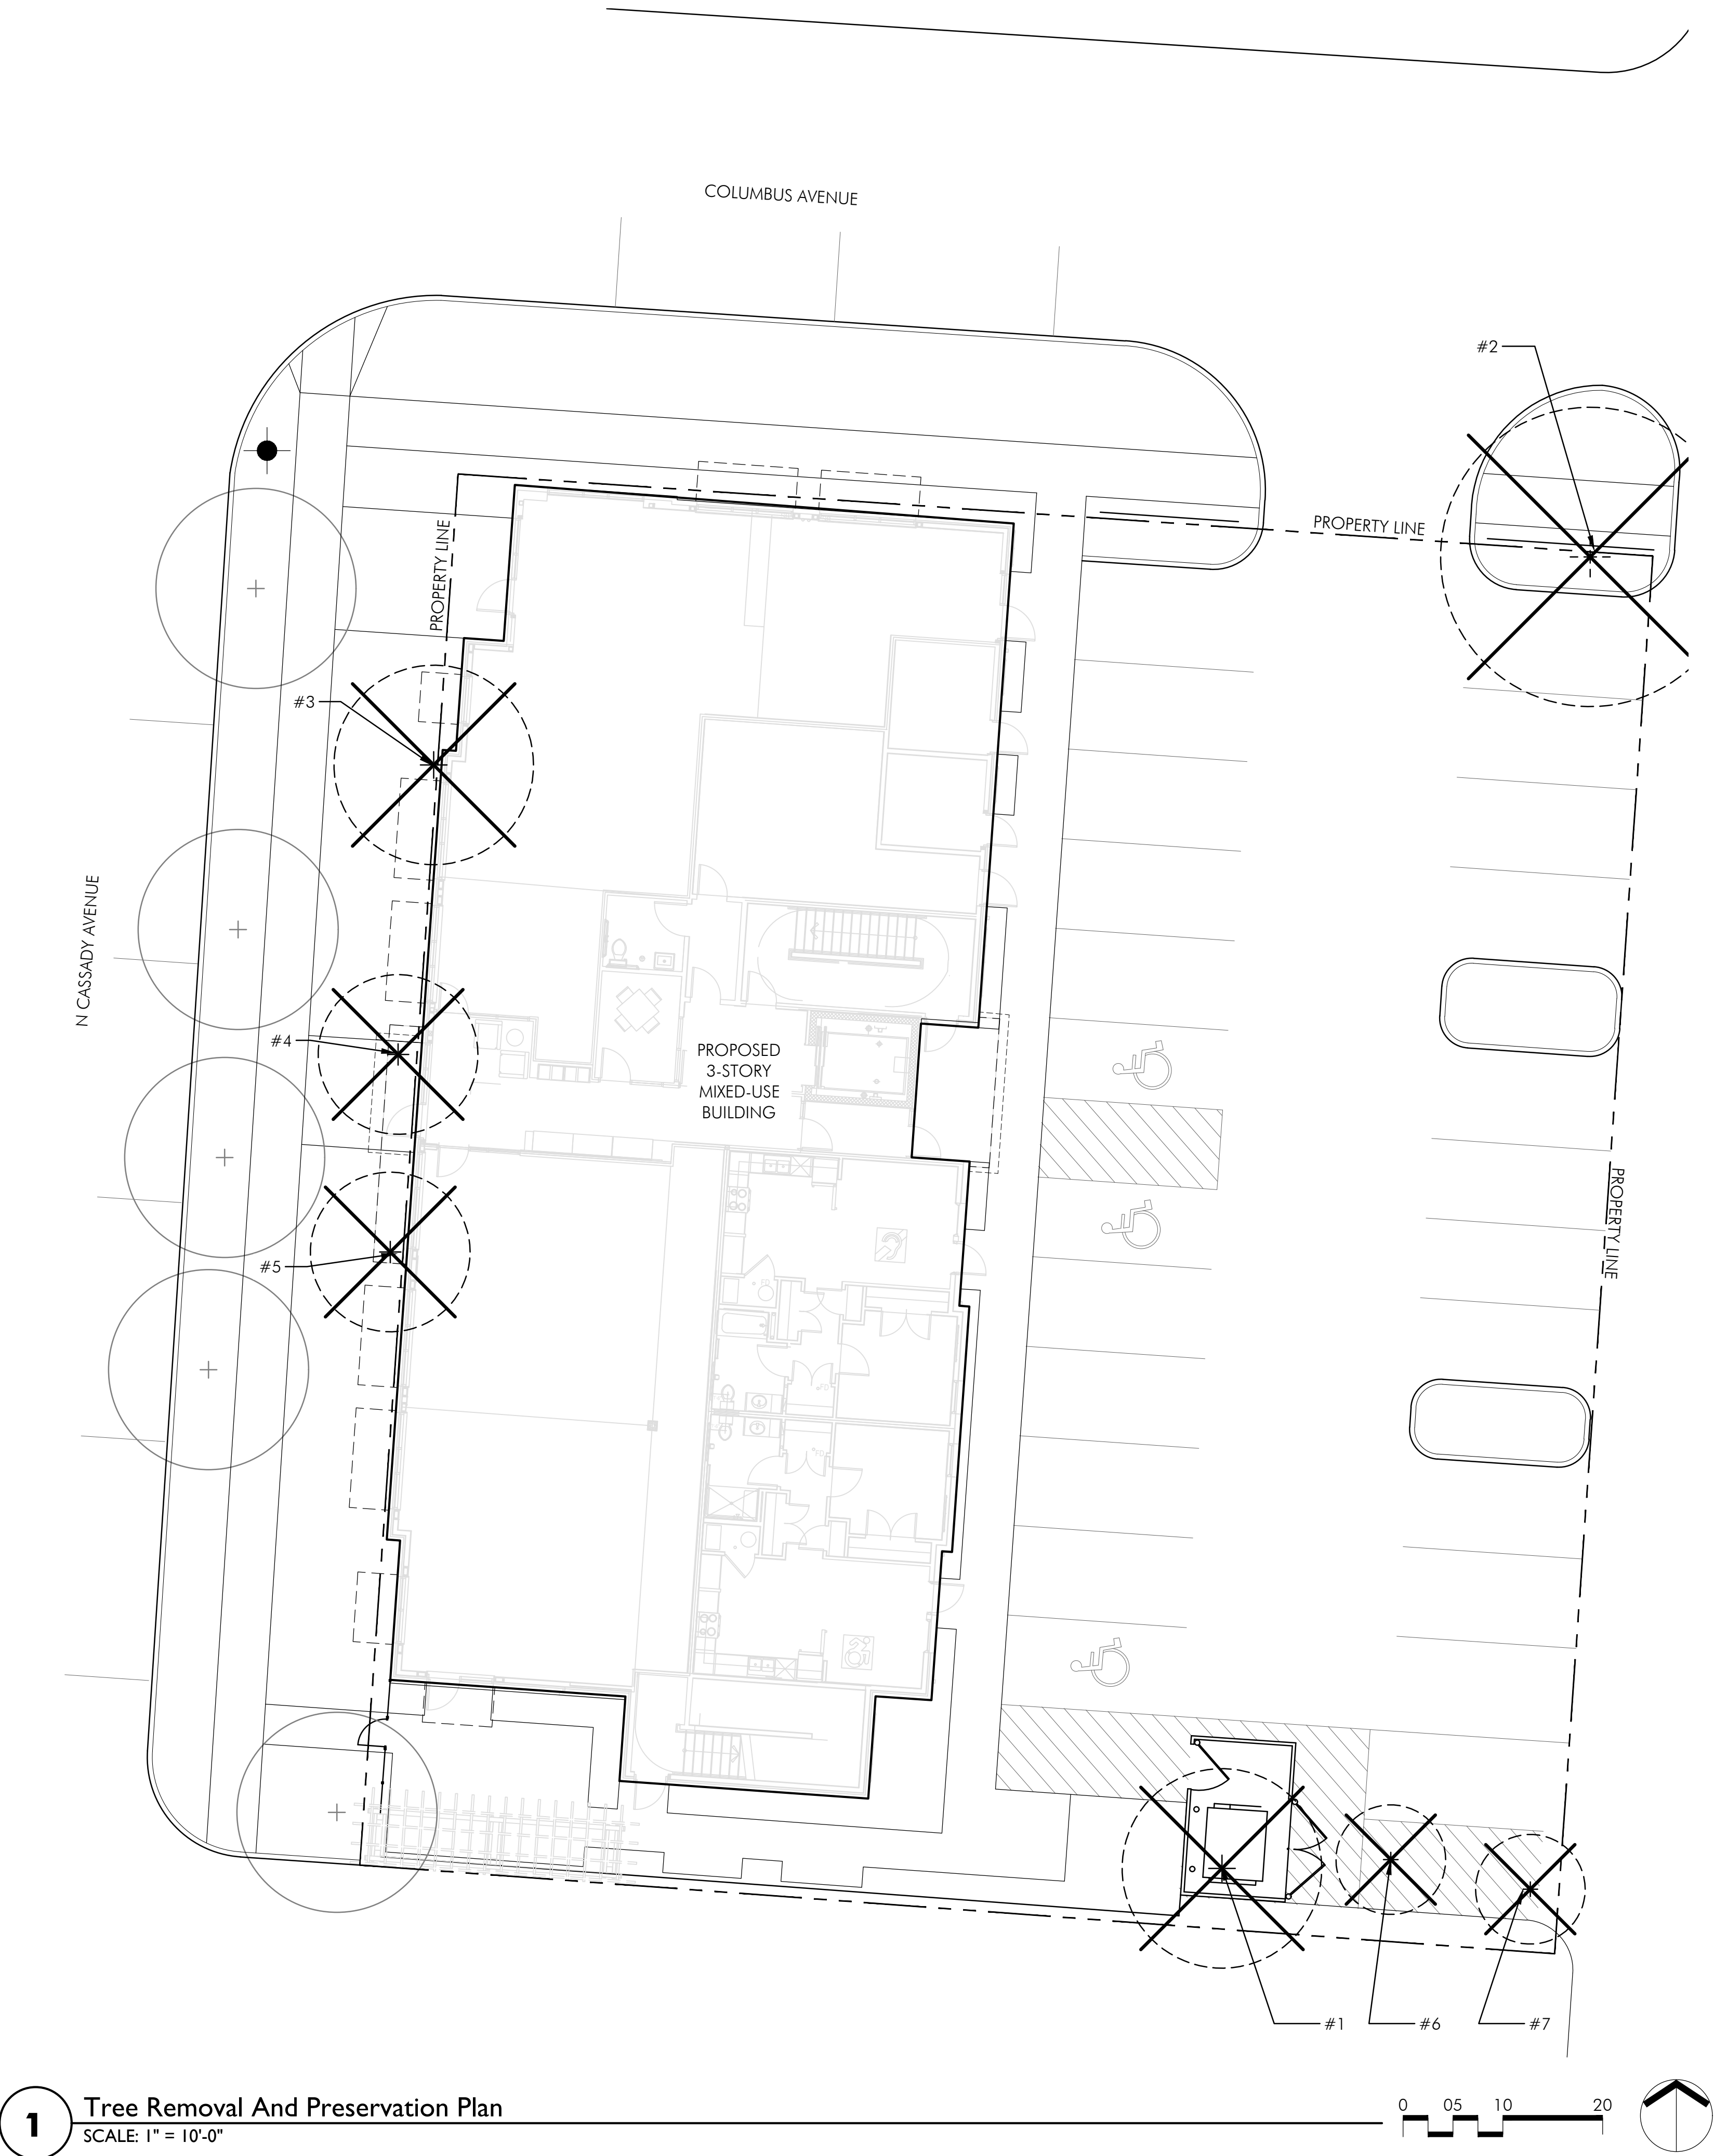 COLUMBUS AVENUE
#2
PROPERTY LINE
PROPERTY LINE
#3
N CASSADY AVENUE
#4
PROPOSED
3-STORY
MIXED-USE
BUILDING
PROPERTY LINE
#5
#1
#6
#7
1
Tree Removal And Preservation Plan
SCALE: 1" = 10'-0"
0 05 10 20